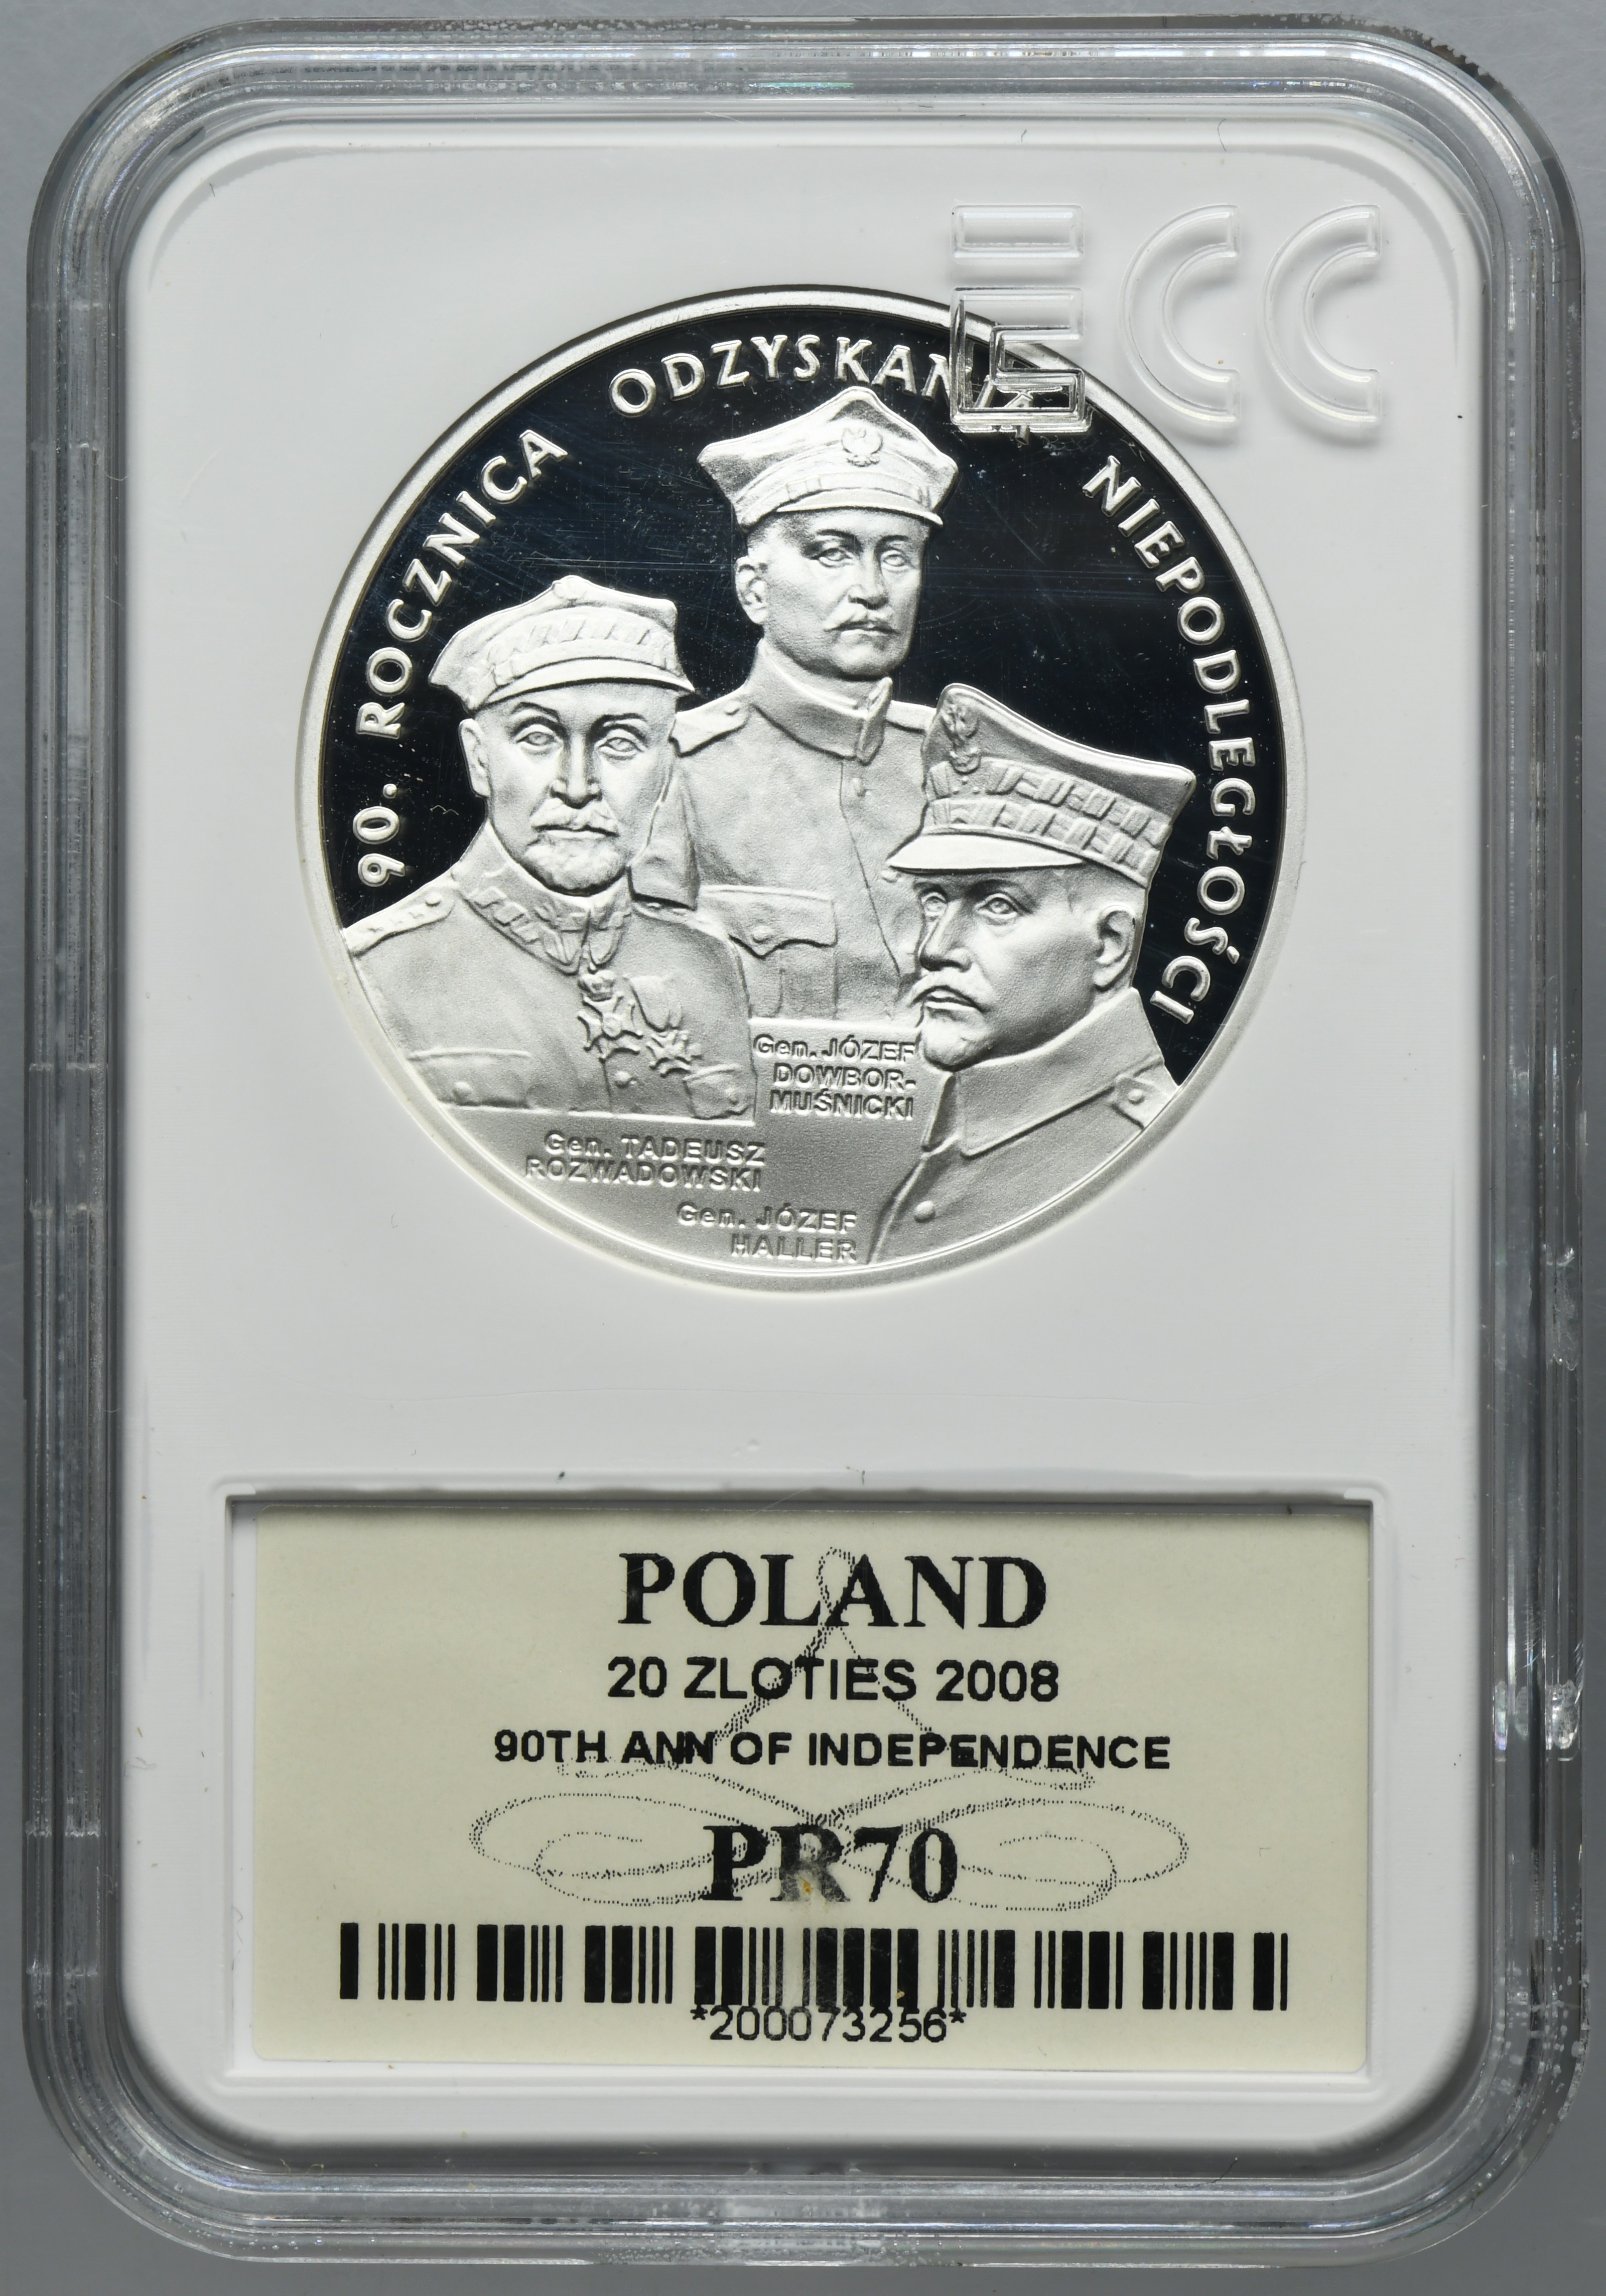 ECC
90. ROCZNICA ODZYSKANIA NIEPODLEGŁOŚCI
Gen. JÓZEF
DOWBOR-
MUŚNICKI
Gen. TADEUSZ
ROZWADOWSKI
Gen. JÓZEF
HALLER
POLAND
20 ZLOTIES 2008
90TH ANN OF INDEPENDENCE
PR70
*200073256*